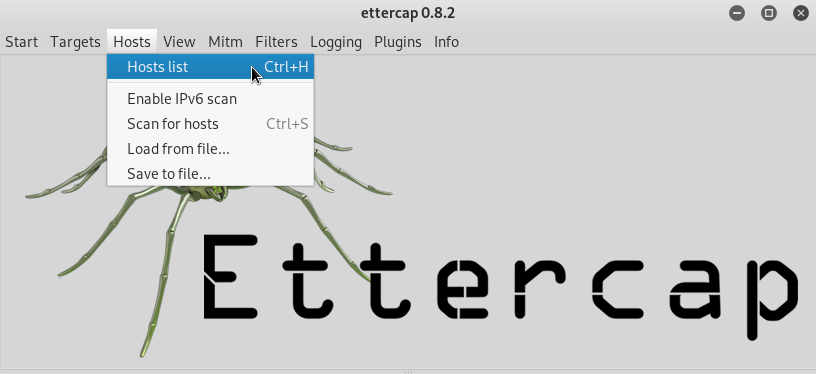 ettercap 0.8.2
Start Targets Hosts View Mitm Filters Logging Plugins Info
Hosts list Ctrl+H
Enable IPv6 scan
Scan for hosts Ctrl+S
Load from file...
Save to file...
Ettercap